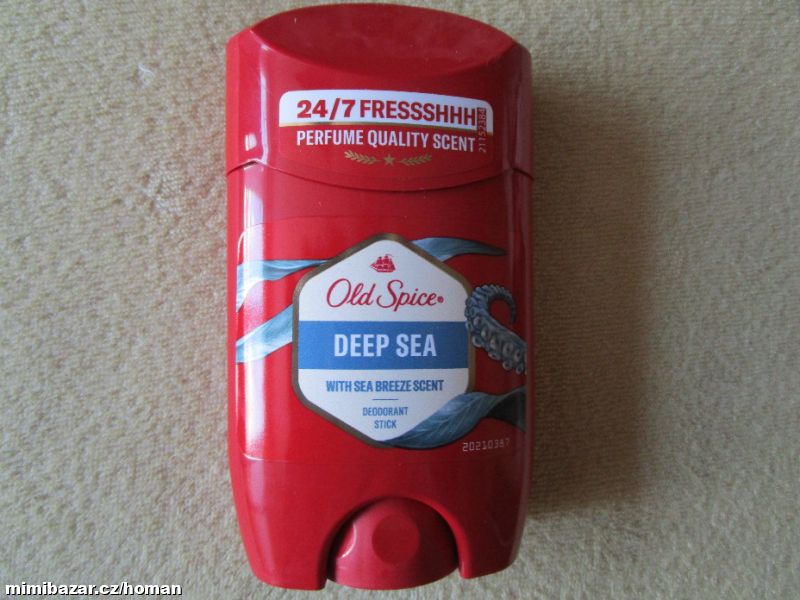 24/7 FRESSSHHH
PERFUME QUALITY SCENT
21152384
Old Spice®
DEEP SEA
WITH SEA BREEZE SCENT
DEODORANT
STICK
20210387
mimibazar.cz/homan